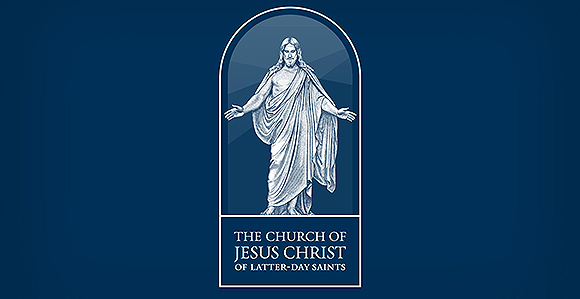 THE CHURCH OF
JESUS CHRIST
OF LATTER-DAY SAINTS